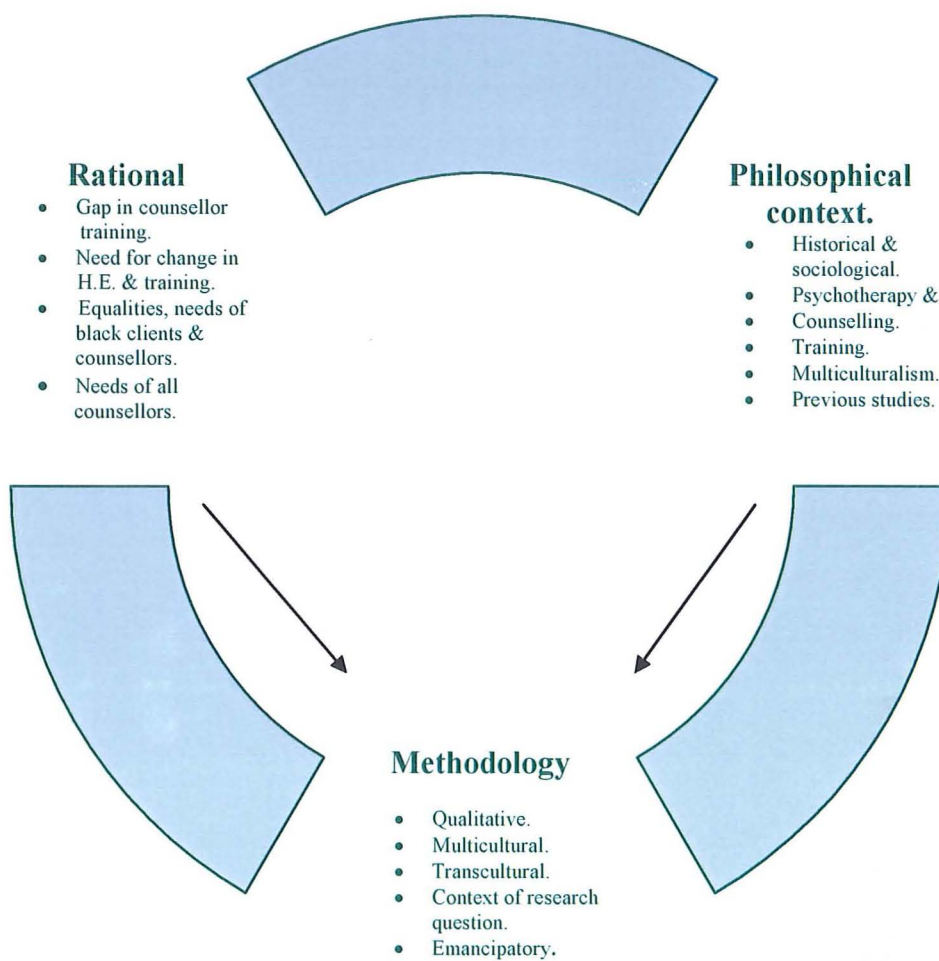 Rational
• Gap in counsellor
training.
• Need for change in
H.E. & training.
• Equalities, needs of
black clients &
counsellors.
• Needs of all
counsellors.
Philosophical
context.
• Historical &
sociological.
• Psychotherapy &
• Counselling.
• Training.
• Multiculturalism.
• Previous studies.
Methodology
• Qualitative.
• Multicultural.
• Transcultural.
• Context of research
question.
• Emancipatory.